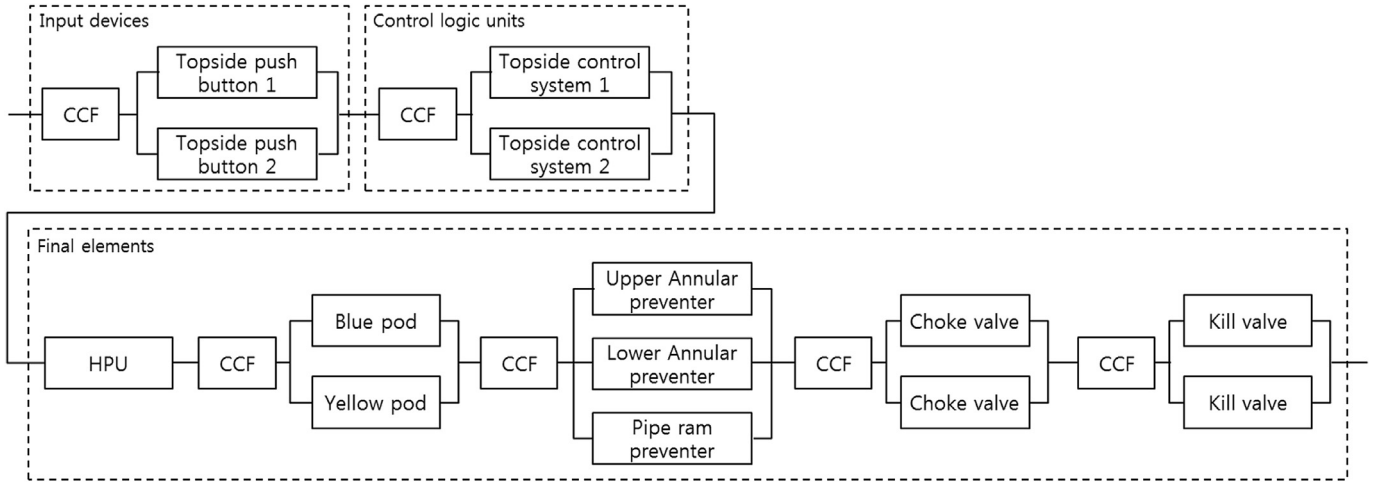 Input devices
CCF
Topside push
button 1
Topside push
button 2
Control logic units
CCF
Topside control
system 1
Topside control
system 2
Final elements
HPU
CCF
Blue pod
Yellow pod
CCF
Upper Annular
preventer
Lower Annular
preventer
Pipe ram
preventer
CCF
Choke valve
Choke valve
CCF
Kill valve
Kill valve